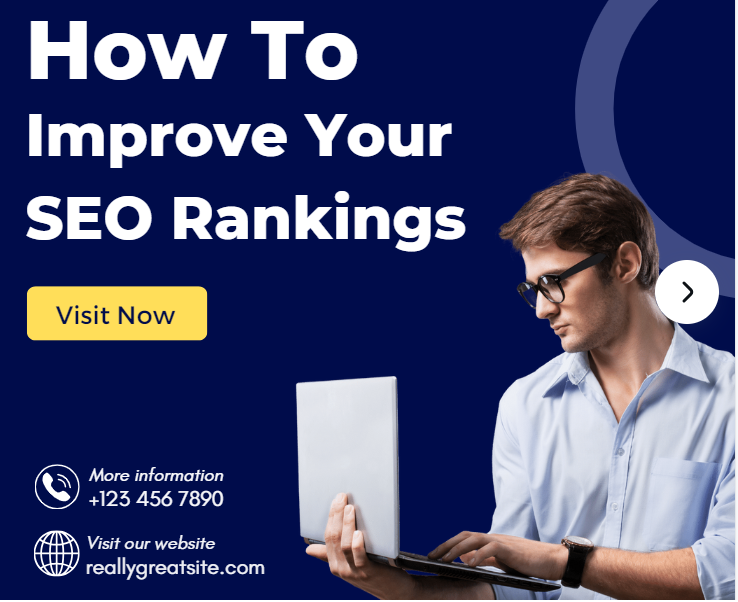 How To
Improve Your
SEO Rankings
Visit Now
More information
+123 456 7890
Visit our website
reallygreatsite.com